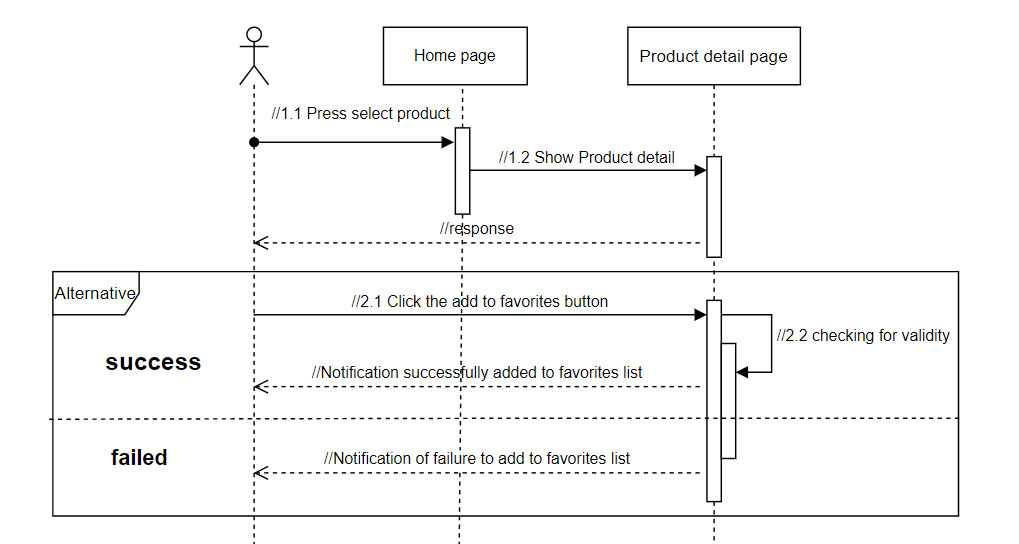 Home page
Product detail page
//1.1 Press select product
//1.2 Show Product detail
//response
Alternative
//2.1 Click the add to favorites button
//2.2 checking for validity
success
//Notification successfully added to favorites list
failed
//Notification of failure to add to favorites list